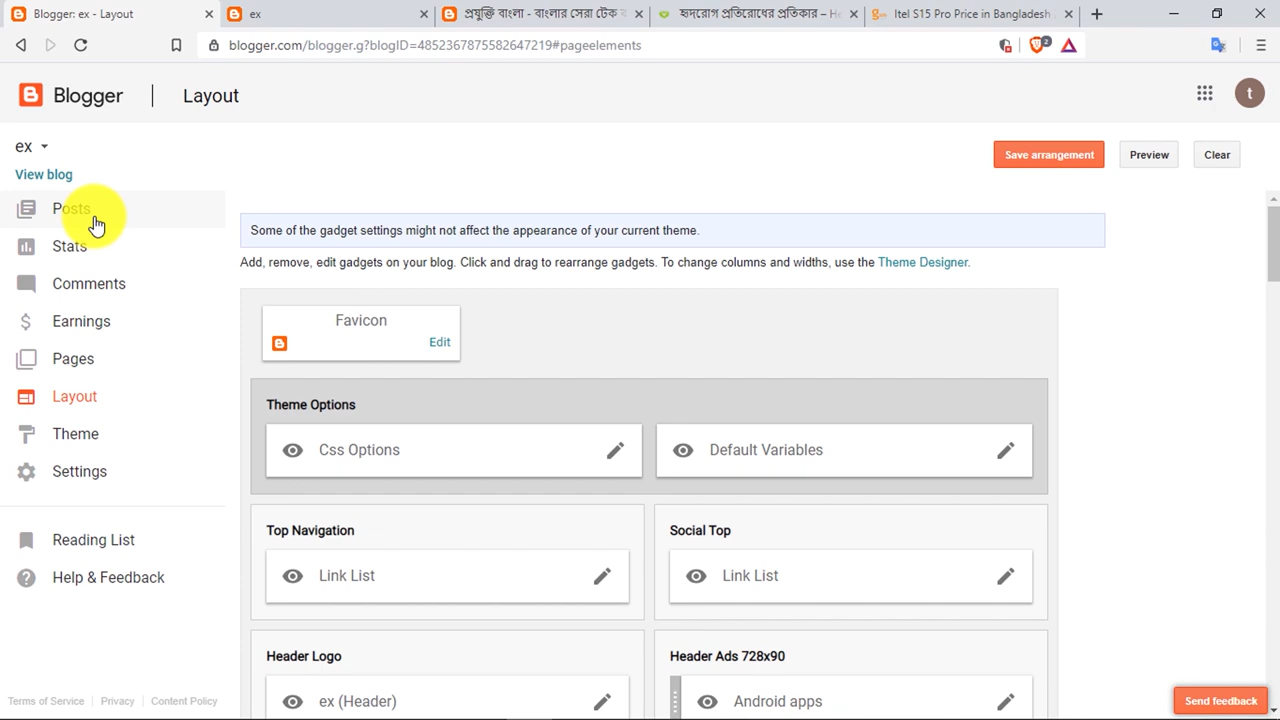 Blogger: ex - Layout
ex
প্রযুক্তি বাংলা - বাংলার সেরা টেক ব
হৃদরোগ প্রতিরোধের প্রতিকার – He
Itel S15 Pro Price in Bangladesh
blogger.com/blogger.g?blogID=4852367875582647219#pageelements
2
Blogger
Layout
t
ex
Save arrangement
Preview
Clear
View blog
Posts
Stats
Comments
Earnings
Pages
Layout
Theme
Settings
Reading List
Help & Feedback
Some of the gadget settings might not affect the appearance of your current theme.
Add, remove, edit gadgets on your blog. Click and drag to rearrange gadgets. To change columns and widths, use the Theme Designer.
Favicon
Edit
Theme Options
Css Options
Default Variables
Top Navigation
Social Top
Link List
Link List
Header Logo
Header Ads 728x90
ex (Header)
Android apps
Terms of Service
Privacy
Content Policy
Send feedback